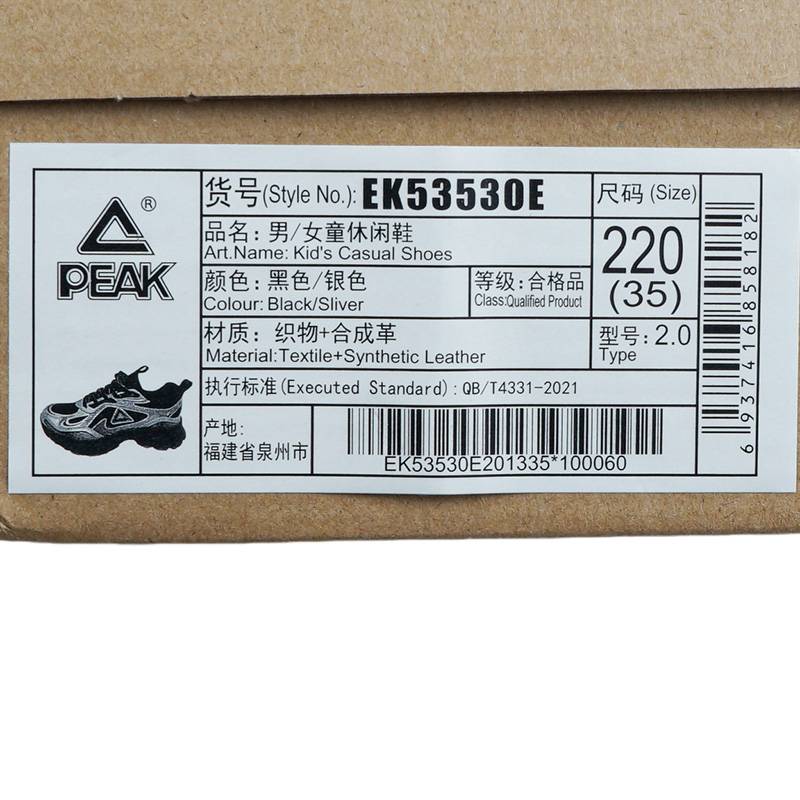 ®
PEAK
货号(Style No.): EK53530E
尺码 (Size)
品名: 男/女童休闲鞋
Art.Name: Kid's Casual Shoes
220
(35)
颜色: 黑色/银色
Colour: Black/Sliver
等级: 合格品
Class:Qualified Product
材质: 织物+合成革
Material:Textile+Synthetic Leather
型号: 2.0
Type
执行标准(Executed Standard): QB/T4331-2021
产地:
福建省泉州市
EK53530E201335*100060
6937416858182